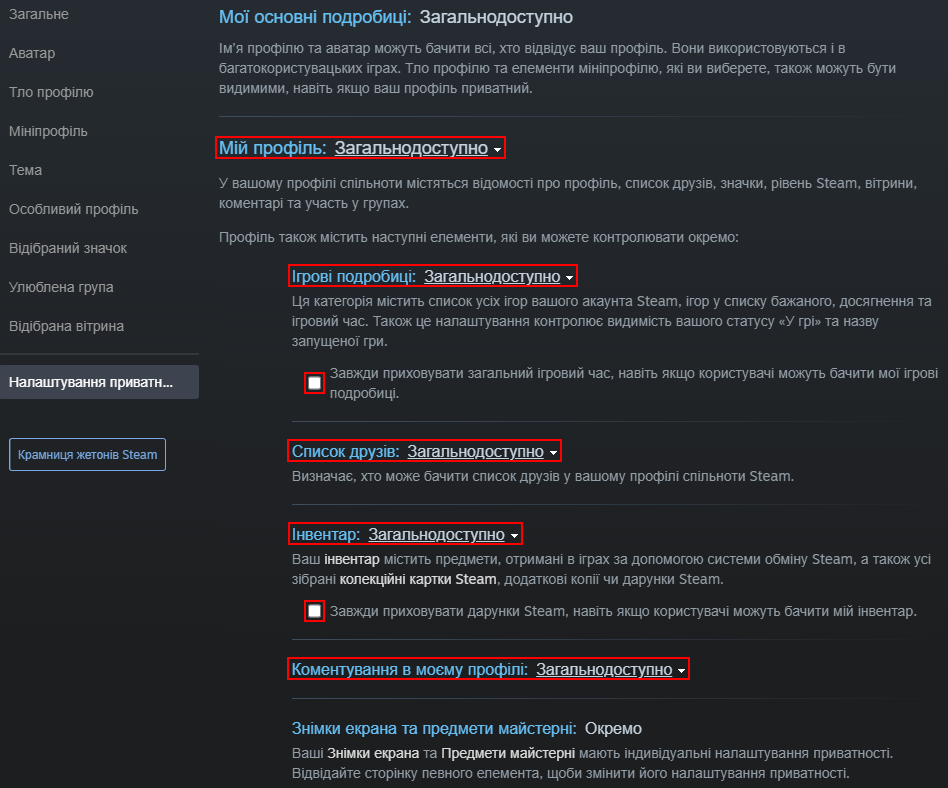 Загальне
Аватар
Тло профілю
Мініпрофіль
Тема
Особливий профіль
Відібраний значок
Улюблена група
Відібрана вітрина
Налаштування приватн...
Крамниця жетонів Steam
Мої основні подробиці: Загальнодоступно
Ім'я профілю та аватар можуть бачити всі, хто відвідує ваш профіль. Вони використовуються і в
багатокористувацьких іграх. Тло профілю та елементи мініпрофілю, які ви виберете, також можуть бути
видимими, навіть якщо ваш профіль приватний.
Мій профіль: Загальнодоступно
У вашому профілі спільноти містяться відомості про профіль, список друзів, значки, рівень Steam, вітрини,
коментарі та участь у групах.
Профіль також містить наступні елементи, які ви можете контролювати окремо:
Ігрові подробиці: Загальнодоступно
Ця категорія містить список усіх ігор вашого акаунта Steam, ігор у списку бажаного, досягнення та
ігровий час. Також це налаштування контролює видимість вашого статусу «У грі» та назву
запущеної гри.
Завжди приховувати загальний ігровий час, навіть якщо користувачі можуть бачити мої ігрові
подробиці.
Список друзів: Загальнодоступно
Визначає, хто може бачити список друзів у вашому профілі спільноти Steam.
Інвентар: Загальнодоступно
Ваш інвентар містить предмети, отримані в іграх за допомогою системи обміну Steam, а також усі
зібрані колекційні картки Steam, додаткові копії чи дарунки Steam.
Завжди приховувати дарунки Steam, навіть якщо користувачі можуть бачити мій інвентар.
Коментування в моєму профілі: Загальнодоступно
Знімки екрана та предмети майстерні: Окремо
Ваші Знімки екрана та Предмети майстерні мають індивідуальні налаштування приватності.
Відвідайте сторінку певного елемента, щоби змінити його налаштування приватності.